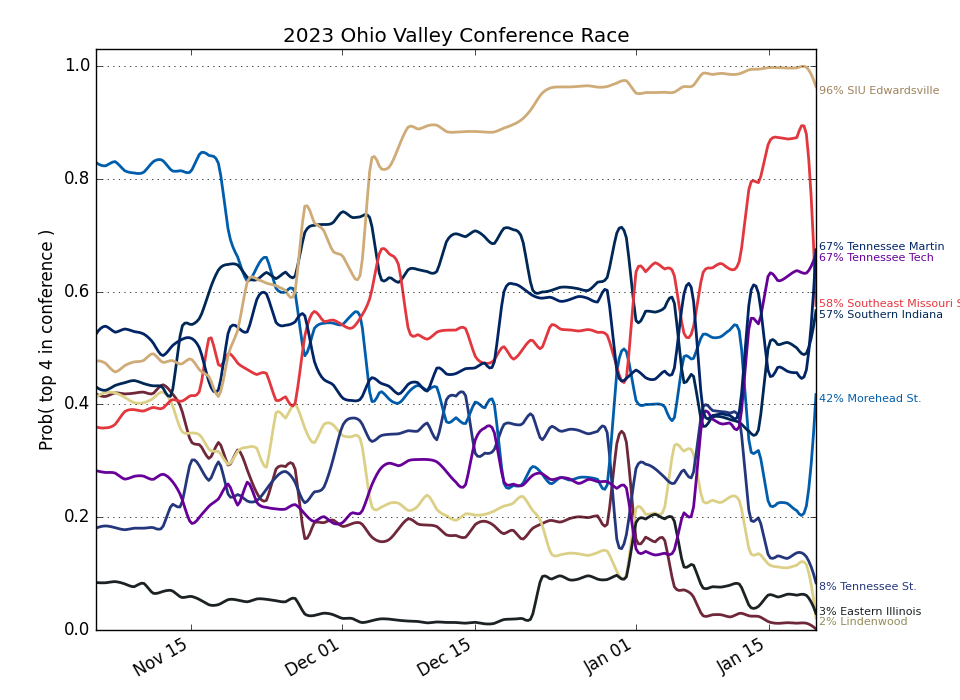 2023 Ohio Valley Conference Race
Prob( top 4 in conference )
1.0
0.8
0.6
0.4
0.2
0.0
Nov 15
Dec 01
Dec 15
Jan 01
Jan 15
96% SIU Edwardsville
67% Tennessee Martin
67% Tennessee Tech
58% Southeast Missouri S
57% Southern Indiana
42% Morehead St.
8% Tennessee St.
3% Eastern Illinois
2% Lindenwood